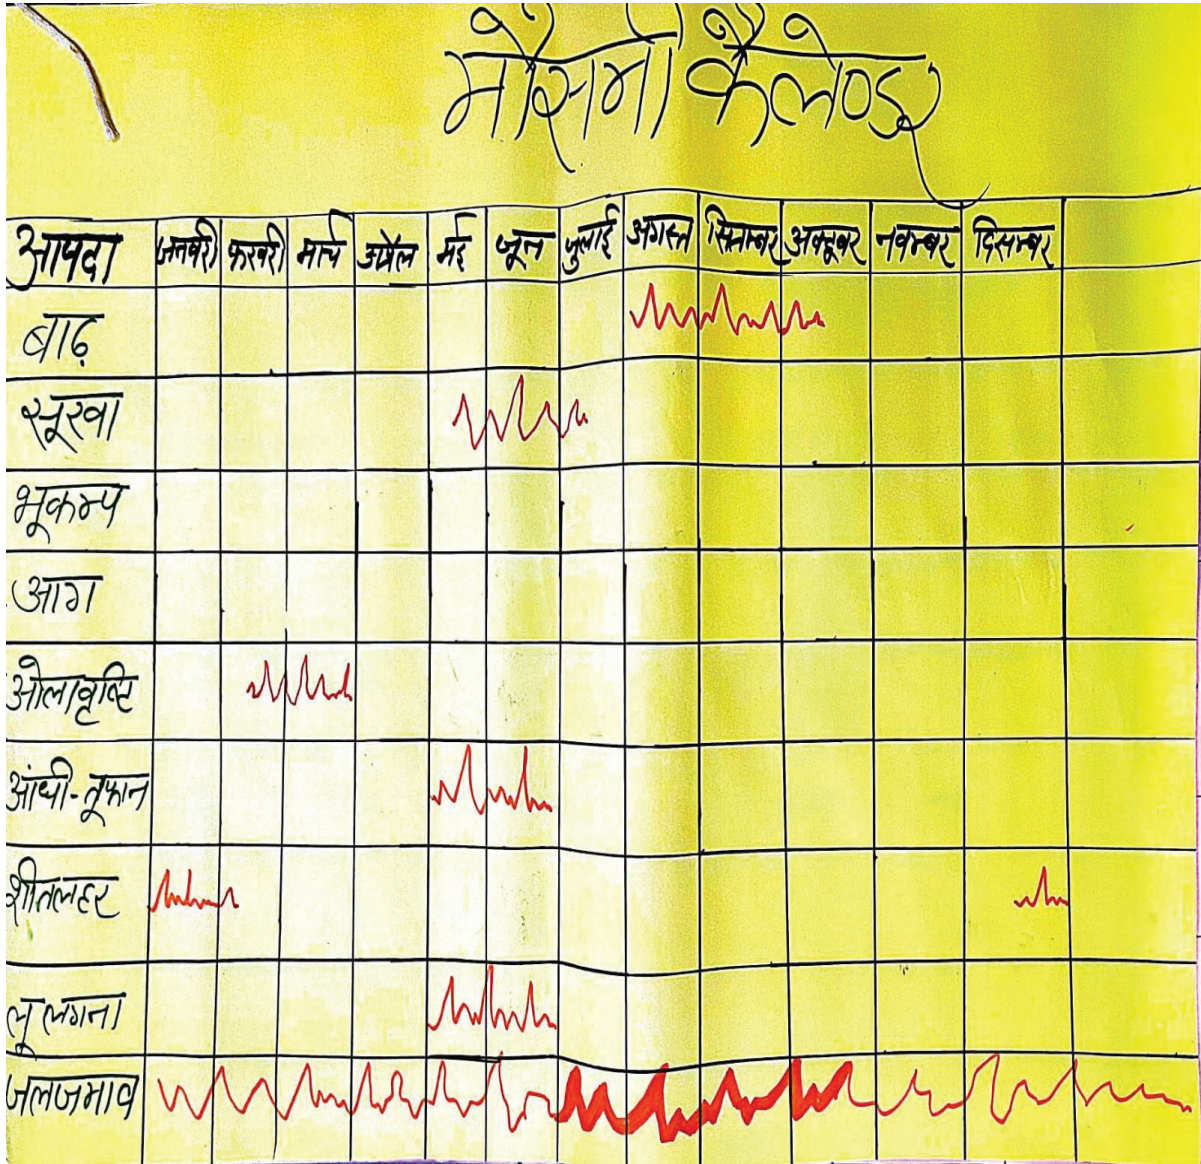 मौसमी कैलेण्डर
आपदा जनवरी फरवरी मार्च अप्रैल मई जून जुलाई अगस्त सितम्बर अक्टूबर नवम्बर दिसम्बर
बाढ़
सूखा
भूकम्प
आग
ओलावृष्टि
आंधी-तूफान
शीतलहर
लू लगना
जलजमाव